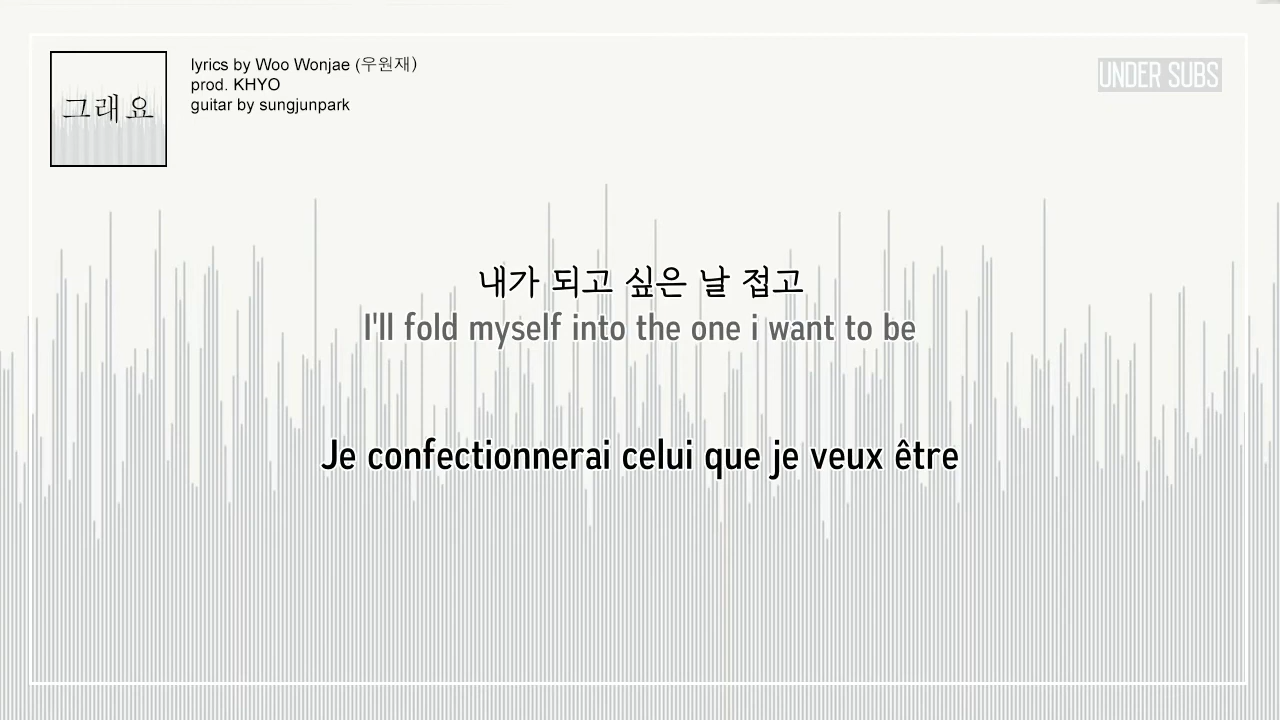 그래요
lyrics by Woo Wonjae (우원재)
prod. KHYO
guitar by sungjunpark
UNDER SUBS
내가 되고 싶은 날 접고
I'll fold myself into the one i want to be
Je confectionnerai celui que je veux être